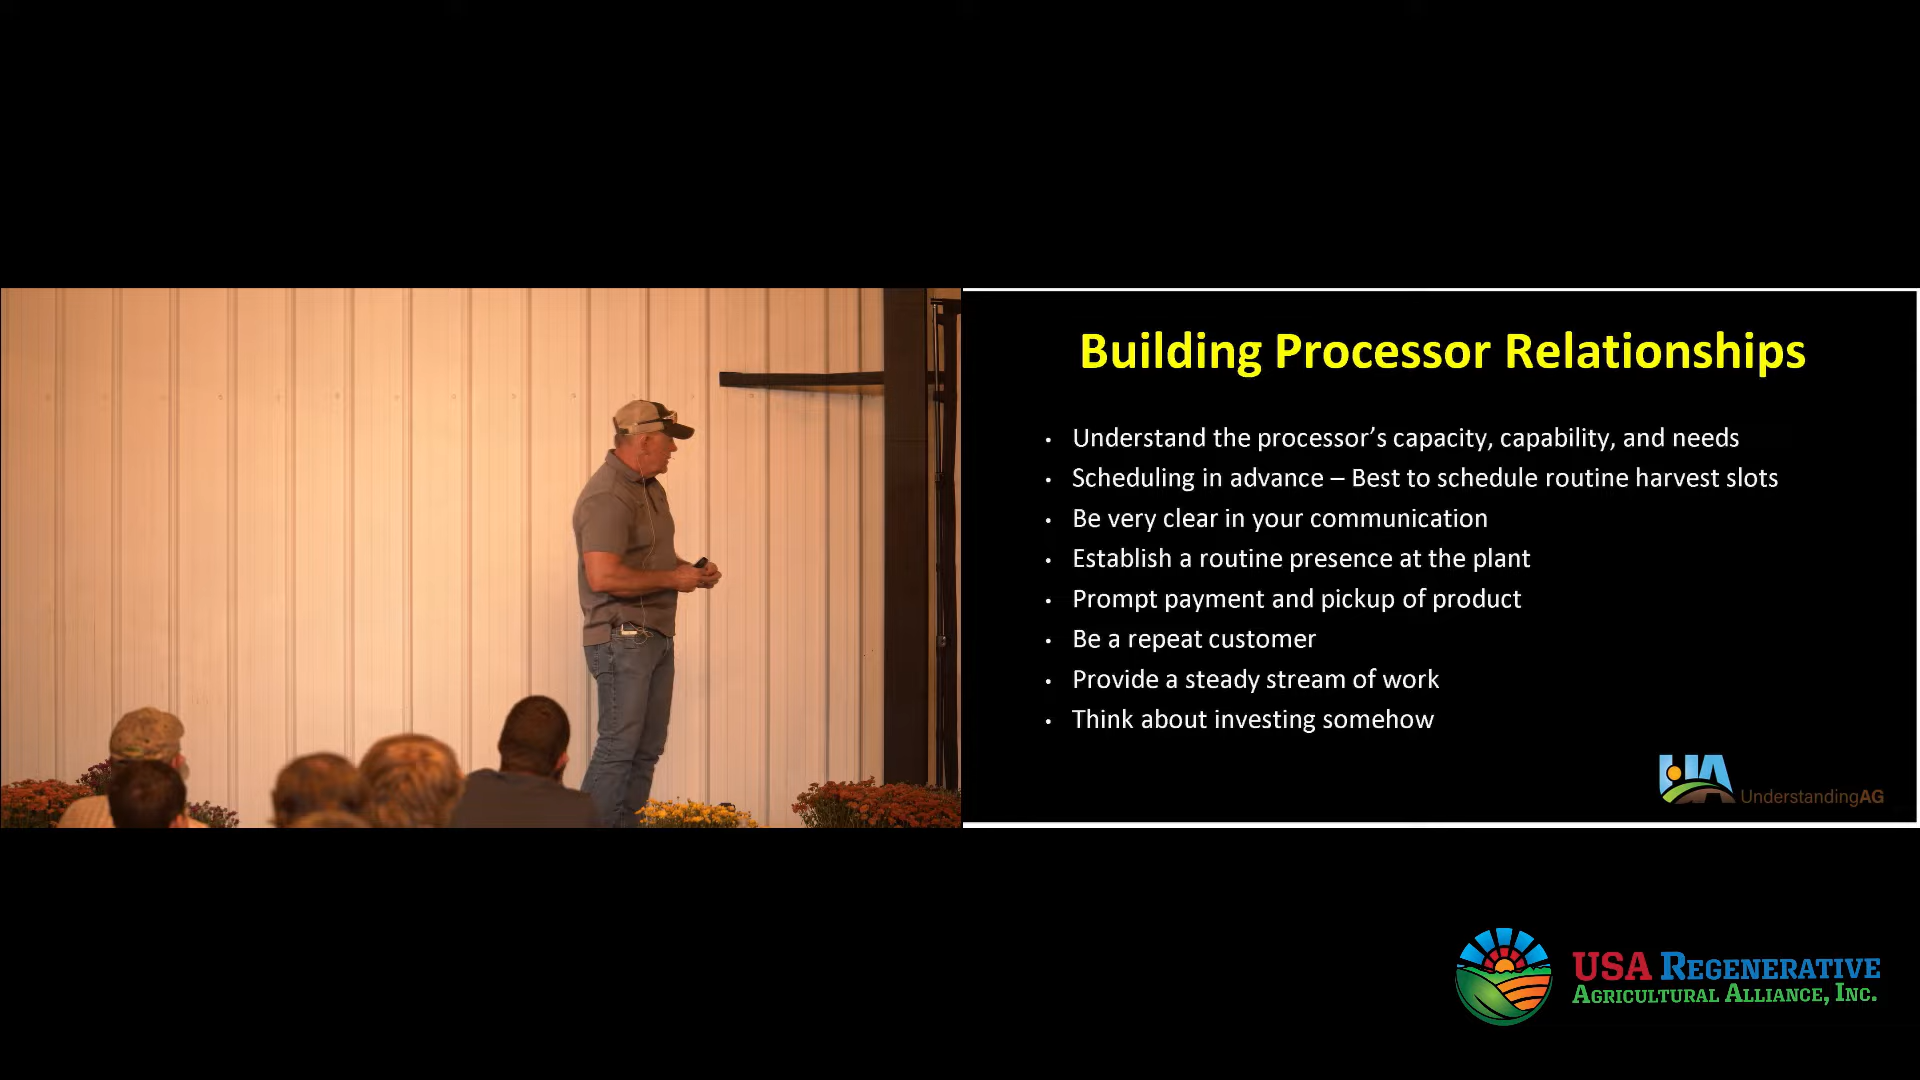 Building Processor Relationships
• Understand the processor’s capacity, capability, and needs
• Scheduling in advance – Best to schedule routine harvest slots
• Be very clear in your communication
• Establish a routine presence at the plant
• Prompt payment and pickup of product
• Be a repeat customer
• Provide a steady stream of work
• Think about investing somehow
UA
UnderstandingAG
USA REGENERATIVE
AGRICULTURAL ALLIANCE, INC.